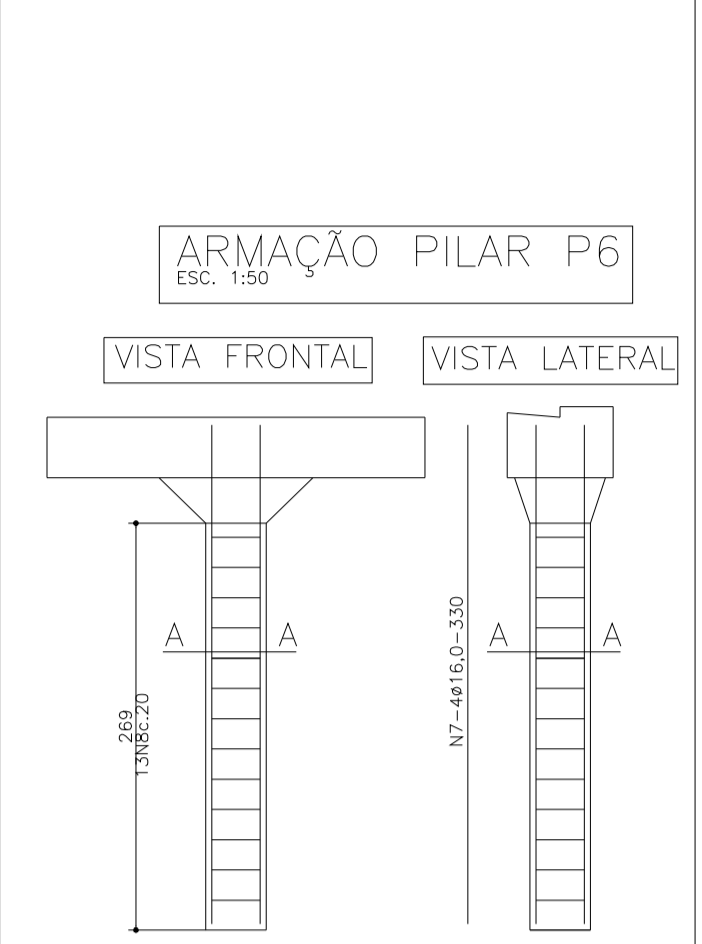 ARMAÇÃO PILAR P6
ESC. 1:50
VISTA FRONTAL
VISTA LATERAL
A A
A A
269
13N8c.20
N7-4ø16,0-330